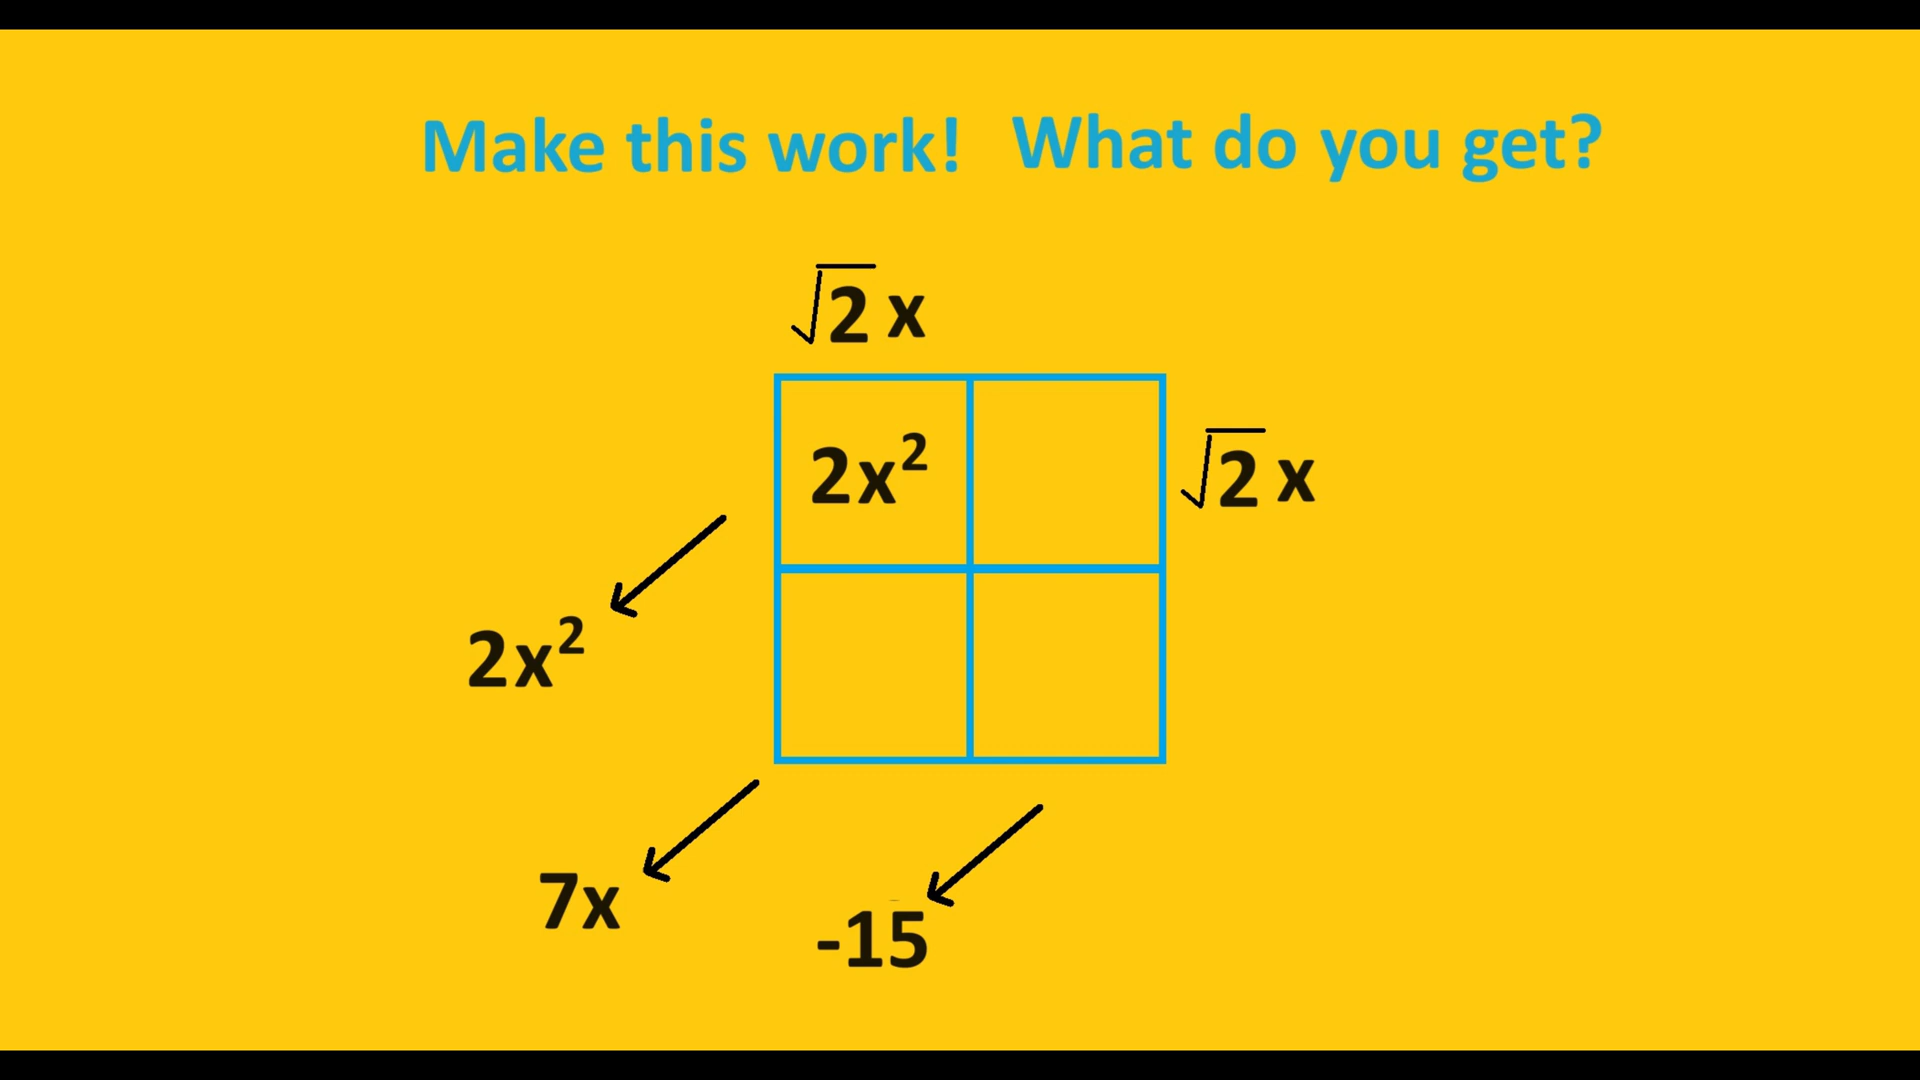 Make this work! What do you get?
√2 x
2x²
√2 x
2x²
7x
-15